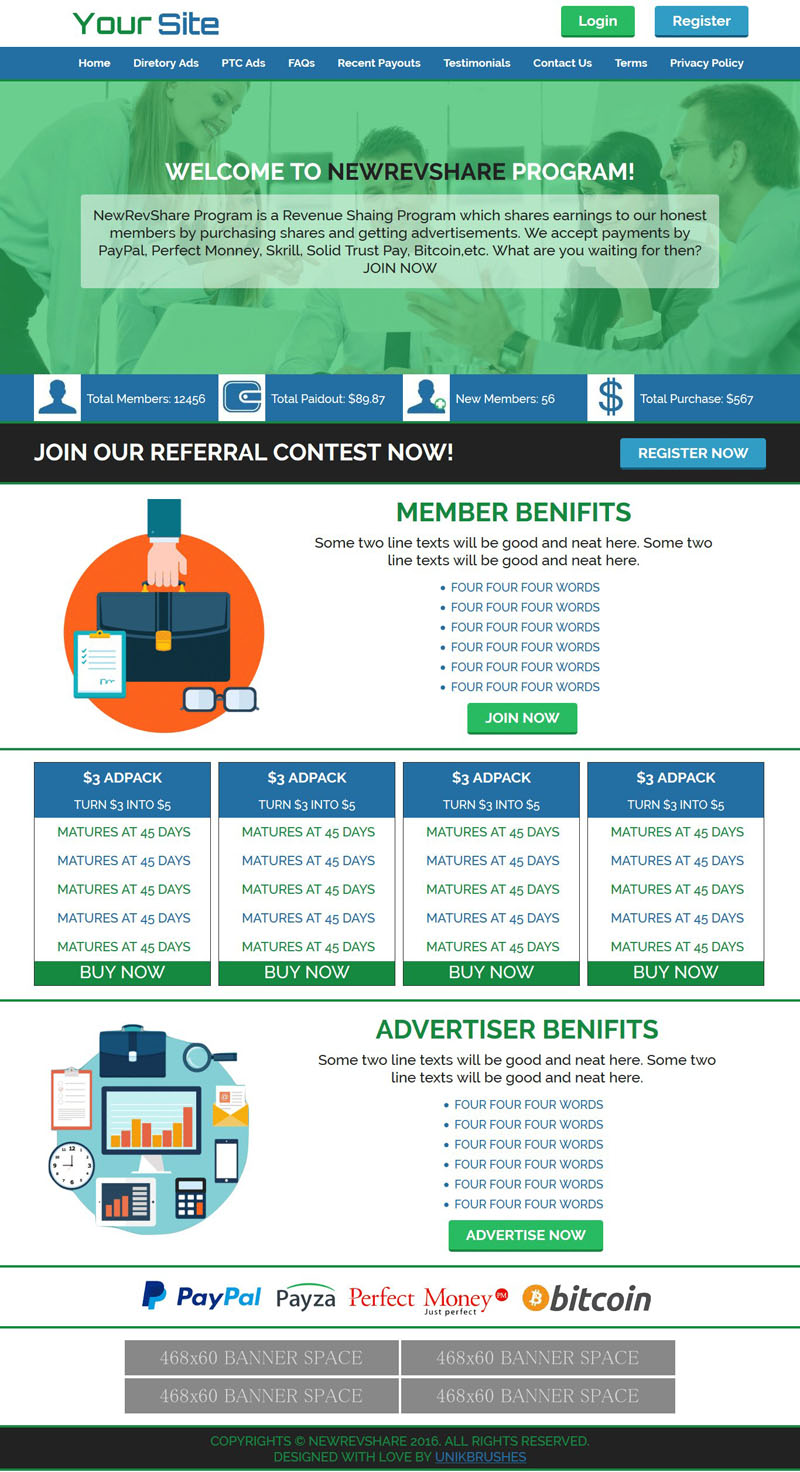 Your Site
Login
Register
Home
Diretory Ads
PTC Ads
FAQs
Recent Payouts
Testimonials
Contact Us
Terms
Privacy Policy
WELCOME TO NEWREVSHARE PROGRAM!
NewRevShare Program is a Revenue Shaing Program which shares earnings to our honest
members by purchasing shares and getting advertisements. We accept payments by
PayPal, Perfect Monney, Skrill, Solid Trust Pay, Bitcoin,etc. What are you waiting for then?
JOIN NOW
Total Members: 12456
Total Paidout: $89.87
New Members: 56
$
Total Purchase: $567
JOIN OUR REFERRAL CONTEST NOW!
REGISTER NOW
MEMBER BENIFITS
Some two line texts will be good and neat here. Some two
line texts will be good and neat here.
• FOUR FOUR FOUR WORDS
• FOUR FOUR FOUR WORDS
• FOUR FOUR FOUR WORDS
• FOUR FOUR FOUR WORDS
• FOUR FOUR FOUR WORDS
• FOUR FOUR FOUR WORDS
JOIN NOW
$3 ADPACK
TURN $3 INTO $5
MATURES AT 45 DAYS
MATURES AT 45 DAYS
MATURES AT 45 DAYS
MATURES AT 45 DAYS
MATURES AT 45 DAYS
BUY NOW
$3 ADPACK
TURN $3 INTO $5
MATURES AT 45 DAYS
MATURES AT 45 DAYS
MATURES AT 45 DAYS
MATURES AT 45 DAYS
MATURES AT 45 DAYS
BUY NOW
$3 ADPACK
TURN $3 INTO $5
MATURES AT 45 DAYS
MATURES AT 45 DAYS
MATURES AT 45 DAYS
MATURES AT 45 DAYS
MATURES AT 45 DAYS
BUY NOW
$3 ADPACK
TURN $3 INTO $5
MATURES AT 45 DAYS
MATURES AT 45 DAYS
MATURES AT 45 DAYS
MATURES AT 45 DAYS
MATURES AT 45 DAYS
BUY NOW
12
9 3
6
@
ADVERTISER BENIFITS
Some two line texts will be good and neat here. Some two
line texts will be good and neat here.
• FOUR FOUR FOUR WORDS
• FOUR FOUR FOUR WORDS
• FOUR FOUR FOUR WORDS
• FOUR FOUR FOUR WORDS
• FOUR FOUR FOUR WORDS
• FOUR FOUR FOUR WORDS
ADVERTISE NOW
PayPal
Payza
Perfect Money PM
Just perfect
bitcoin
468x60 BANNER SPACE
468x60 BANNER SPACE
468x60 BANNER SPACE
468x60 BANNER SPACE
COPYRIGHTS © NEWREVSHARE 2016. ALL RIGHTS RESERVED.
DESIGNED WITH LOVE BY UNIKBRUSHES